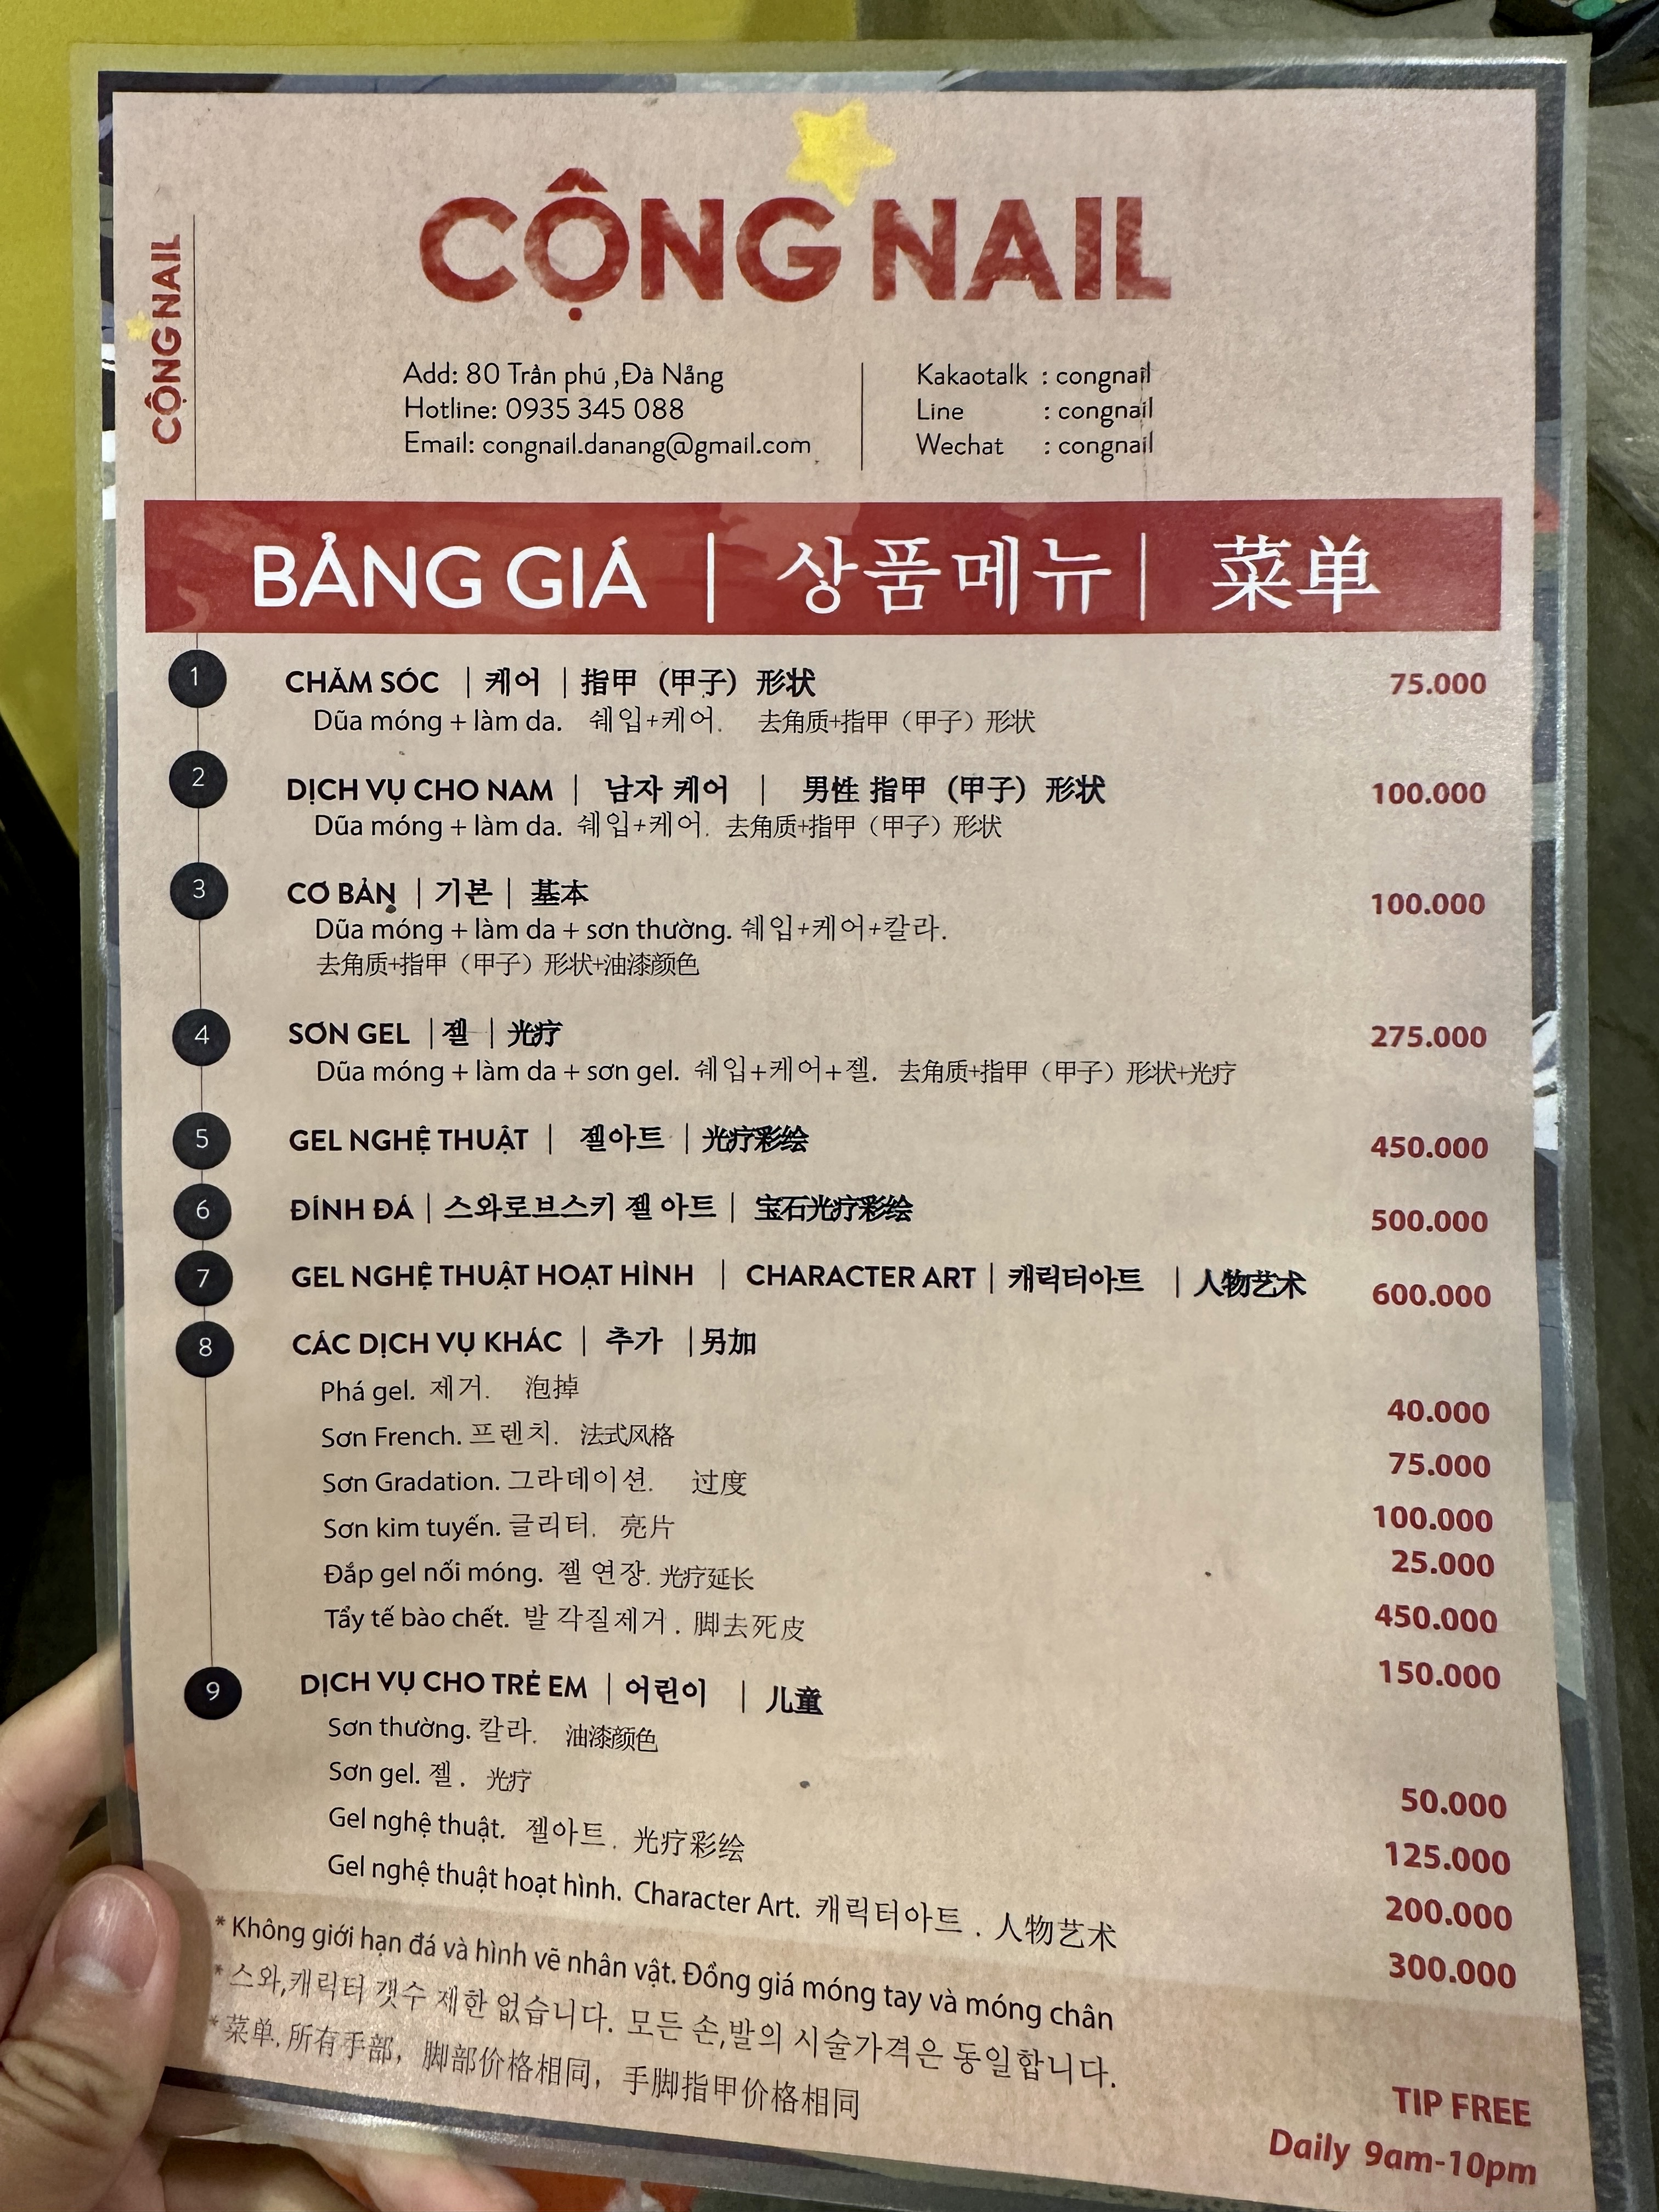 CỘNG NAIL
CỘNG NAIL
Add: 80 Trần phú ,Đà Nẵng
Hotline: 0935 345 088
Email: congnail.danang@gmail.com
Kakaotalk : congnail
Line : congnail
Wechat : congnail
BẢNG GIÁ | 상품메뉴 | 菜单
1 CHĂM SÓC | 케어 | 指甲（甲子）形状 75.000
Dũa móng + làm da. 쉐입+케어. 去角质+指甲（甲子）形状
2 DỊCH VỤ CHO NAM | 남자 케어 | 男性 指甲（甲子）形状 100.000
Dũa móng + làm da. 쉐입+케어. 去角质+指甲（甲子）形状
3 CƠ BẢN | 기본 | 基本 100.000
Dũa móng + làm da + sơn thường. 쉐입+케어+칼라.
去角质+指甲（甲子）形状+油漆颜色
4 SƠN GEL | 젤 | 光疗 275.000
Dũa móng + làm da + sơn gel. 쉐입+케어+젤. 去角质+指甲（甲子）形状+光疗
5 GEL NGHỆ THUẬT | 젤아트 | 光疗彩绘 450.000
6 ĐÍNH ĐÁ | 스와로브스키 젤 아트 | 宝石光疗彩绘 500.000
7 GEL NGHỆ THUẬT HOẠT HÌNH | CHARACTER ART | 캐릭터아트 | 人物艺术 600.000
8 CÁC DỊCH VỤ KHÁC | 추가 | 另加
Phá gel. 제거. 泡掉 40.000
Sơn French. 프렌치. 法式风格 75.000
Sơn Gradation. 그라데이션. 过度 100.000
Sơn kim tuyến. 글리터. 亮片 25.000
Đắp gel nối móng. 젤 연장. 光疗延长 450.000
Tẩy tế bào chết. 발 각질제거 . 脚去死皮 150.000
9 DỊCH VỤ CHO TRẺ EM | 어린이 | 儿童
Sơn thường. 칼라. 油漆颜色 50.000
Sơn gel. 젤 . 光疗 125.000
Gel nghệ thuật. 젤아트 . 光疗彩绘 200.000
Gel nghệ thuật hoạt hình. Character Art. 캐릭터아트 . 人物艺术 300.000
* Không giới hạn đá và hình vẽ nhân vật. Đồng giá móng tay và móng chân
* 스와,캐릭터 갯수 제한 없습니다. 모든 손,발의 시술가격은 동일합니다.
* 菜单. 所有手部，脚部价格相同，手脚指甲价格相同
TIP FREE
Daily 9am-10pm